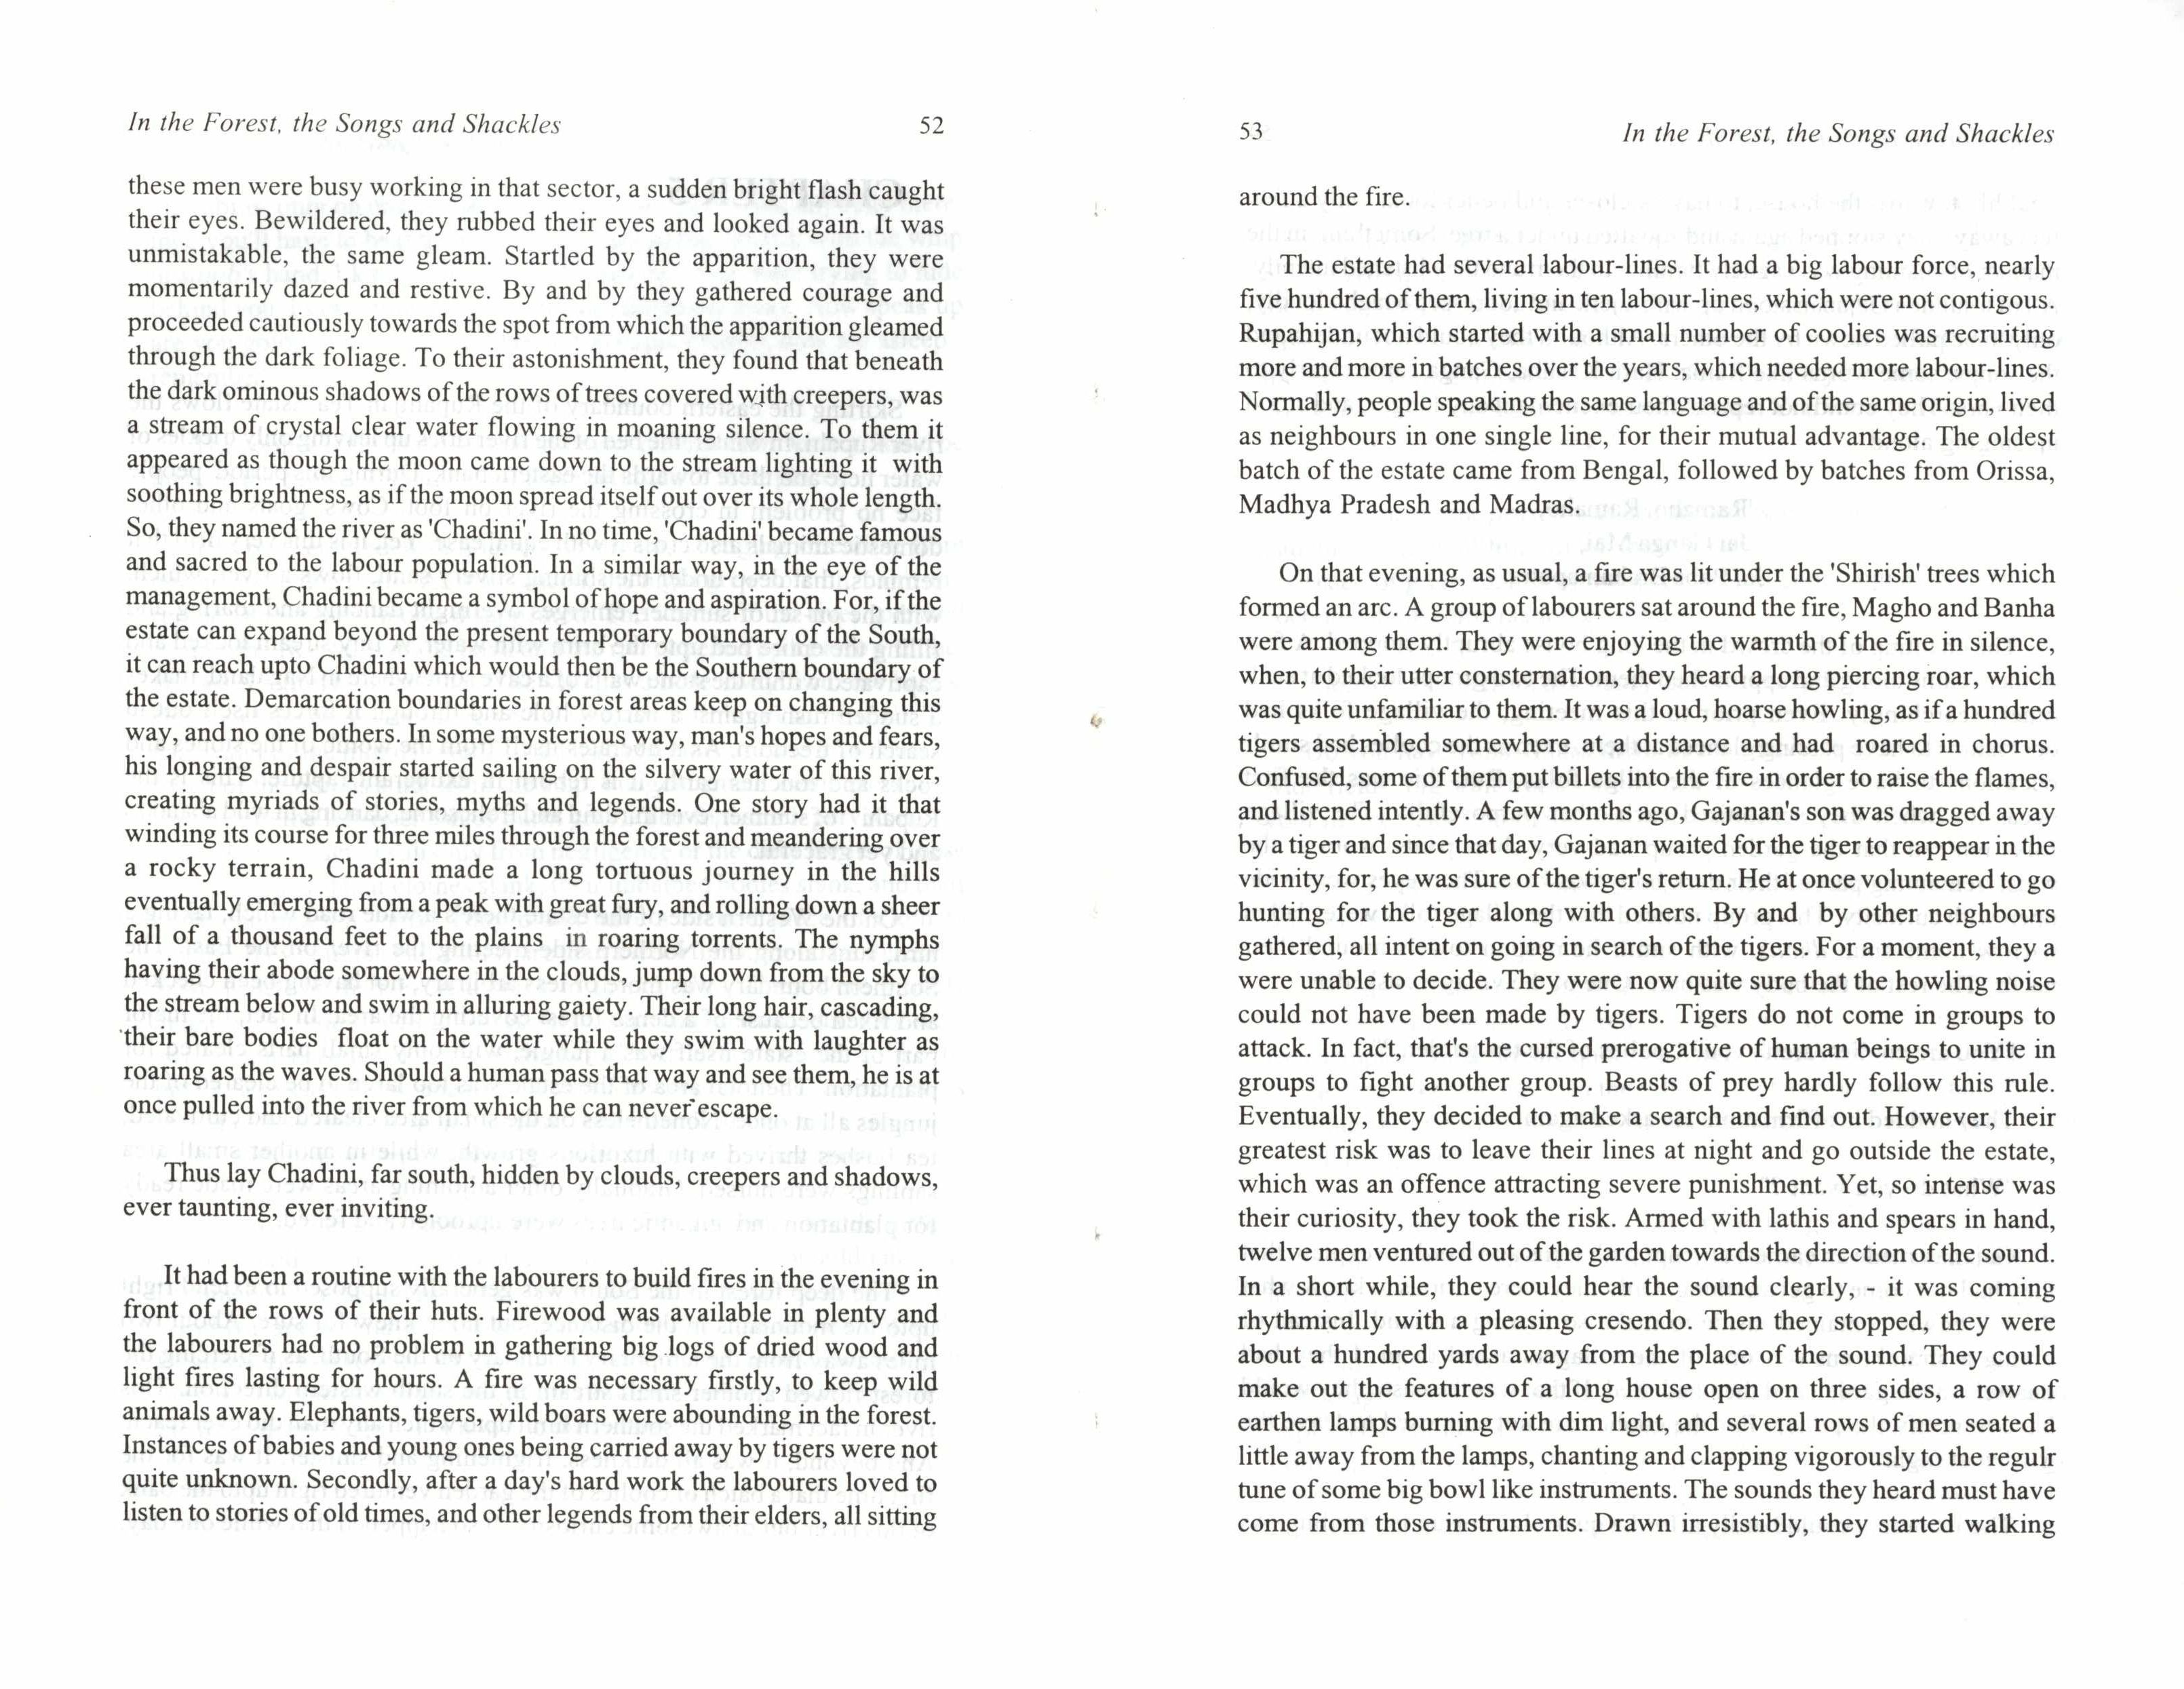 In the Forest, the Songs and Shackles 52
these men were busy working in that sector, a sudden bright flash caught
their eyes. Bewildered, they rubbed their eyes and looked again. It was
unmistakable, the same gleam. Startled by the apparition, they were
momentarily dazed and restive. By and by they gathered courage and
proceeded cautiously towards the spot from which the apparition gleamed
through the dark foliage. To their astonishment, they found that beneath
the dark ominous shadows of the rows of trees covered with creepers, was
a stream of crystal clear water flowing in moaning silence. To them it
appeared as though the moon came down to the stream lighting it with
soothing brightness, as if the moon spread itself out over its whole length.
So, they named the river as 'Chadini'. In no time, 'Chadini' became famous
and sacred to the labour population. In a similar way, in the eye of the
management, Chadini became a symbol of hope and aspiration. For, if the
estate can expand beyond the present temporary boundary of the South,
it can reach upto Chadini which would then be the Southern boundary of
the estate. Demarcation boundaries in forest areas keep on changing this
way, and no one bothers. In some mysterious way, man's hopes and fears,
his longing and despair started sailing on the silvery water of this river,
creating myriads of stories, myths and legends. One story had it that
winding its course for three miles through the forest and meandering over
a rocky terrain, Chadini made a long tortuous journey in the hills
eventually emerging from a peak with great fury, and rolling down a sheer
fall of a thousand feet to the plains in roaring torrents. The nymphs
having their abode somewhere in the clouds, jump down from the sky to
the stream below and swim in alluring gaiety. Their long hair, cascading,
their bare bodies float on the water while they swim with laughter as
roaring as the waves. Should a human pass that way and see them, he is at
once pulled into the river from which he can never escape.
Thus lay Chadini, far south, hidden by clouds, creepers and shadows,
ever taunting, ever inviting.
It had been a routine with the labourers to build fires in the evening in
front of the rows of their huts. Firewood was available in plenty and
the labourers had no problem in gathering big logs of dried wood and
light fires lasting for hours. A fire was necessary firstly, to keep wild
animals away. Elephants, tigers, wild boars were abounding in the forest.
Instances of babies and young ones being carried away by tigers were not
quite unknown. Secondly, after a day's hard work the labourers loved to
listen to stories of old times, and other legends from their elders, all sitting
53 In the Forest, the Songs and Shackles
around the fire.
The estate had several labour-lines. It had a big labour force, nearly
five hundred of them, living in ten labour-lines, which were not contigous.
Rupahijan, which started with a small number of coolies was recruiting
more and more in batches over the years, which needed more labour-lines.
Normally, people speaking the same language and of the same origin, lived
as neighbours in one single line, for their mutual advantage. The oldest
batch of the estate came from Bengal, followed by batches from Orissa,
Madhya Pradesh and Madras.
On that evening, as usual, a fire was lit under the 'Shirish' trees which
formed an arc. A group of labourers sat around the fire, Magho and Banha
were among them. They were enjoying the warmth of the fire in silence,
when, to their utter consternation, they heard a long piercing roar, which
was quite unfamiliar to them. It was a loud, hoarse howling, as if a hundred
tigers assembled somewhere at a distance and had roared in chorus.
Confused, some of them put billets into the fire in order to raise the flames,
and listened intently. A few months ago, Gajanan's son was dragged away
by a tiger and since that day, Gajanan waited for the tiger to reappear in the
vicinity, for, he was sure of the tiger's return. He at once volunteered to go
hunting for the tiger along with others. By and by other neighbours
gathered, all intent on going in search of the tigers. For a moment, they a
were unable to decide. They were now quite sure that the howling noise
could not have been made by tigers. Tigers do not come in groups to
attack. In fact, that's the cursed prerogative of human beings to unite in
groups to fight another group. Beasts of prey hardly follow this rule.
Eventually, they decided to make a search and find out. However, their
greatest risk was to leave their lines at night and go outside the estate,
which was an offence attracting severe punishment. Yet, so intense was
their curiosity, they took the risk. Armed with lathis and spears in hand,
twelve men ventured out of the garden towards the direction of the sound.
In a short while, they could hear the sound clearly, - it was coming
rhythmically with a pleasing cresendo. Then they stopped, they were
about a hundred yards away from the place of the sound. They could
make out the features of a long house open on three sides, a row of
earthen lamps burning with dim light, and several rows of men seated a
little away from the lamps, chanting and clapping vigorously to the regulr
tune of some big bowl like instruments. The sounds they heard must have
come from those instruments. Drawn irresistibly, they started walking